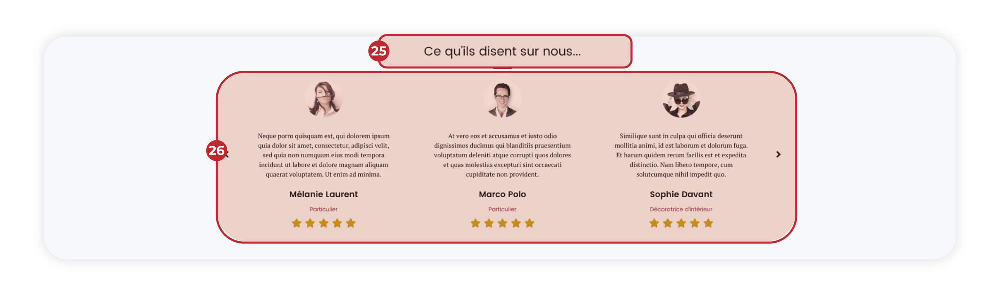 25
Ce qu'ils disent sur nous...
26
Neque porro quisquam est, qui dolorem ipsum
quia dolor sit amet, consectetur, adipisci velit,
sed quia non numquam eius modi tempora
incidunt ut labore et dolore magnam aliquam
quaerat voluptatem. Ut enim ad minima.
Mélanie Laurent
Particulier
At vero eos et accusamus et iusto odio
dignissimos ducimus qui blanditiis praesentium
voluptatum deleniti atque corrupti quos dolores
et quas molestias excepturi sint occaecati
cupiditate non provident.
Marco Polo
Particulier
Similique sunt in culpa qui officia deserunt
mollitia animi, id est laborum et dolorum fuga.
Et harum quidem rerum facilis est et expedita
distinctio. Nam libero tempore, cum
solutcumque nihil impedit quo.
Sophie Davant
Décoratrice d'intérieur